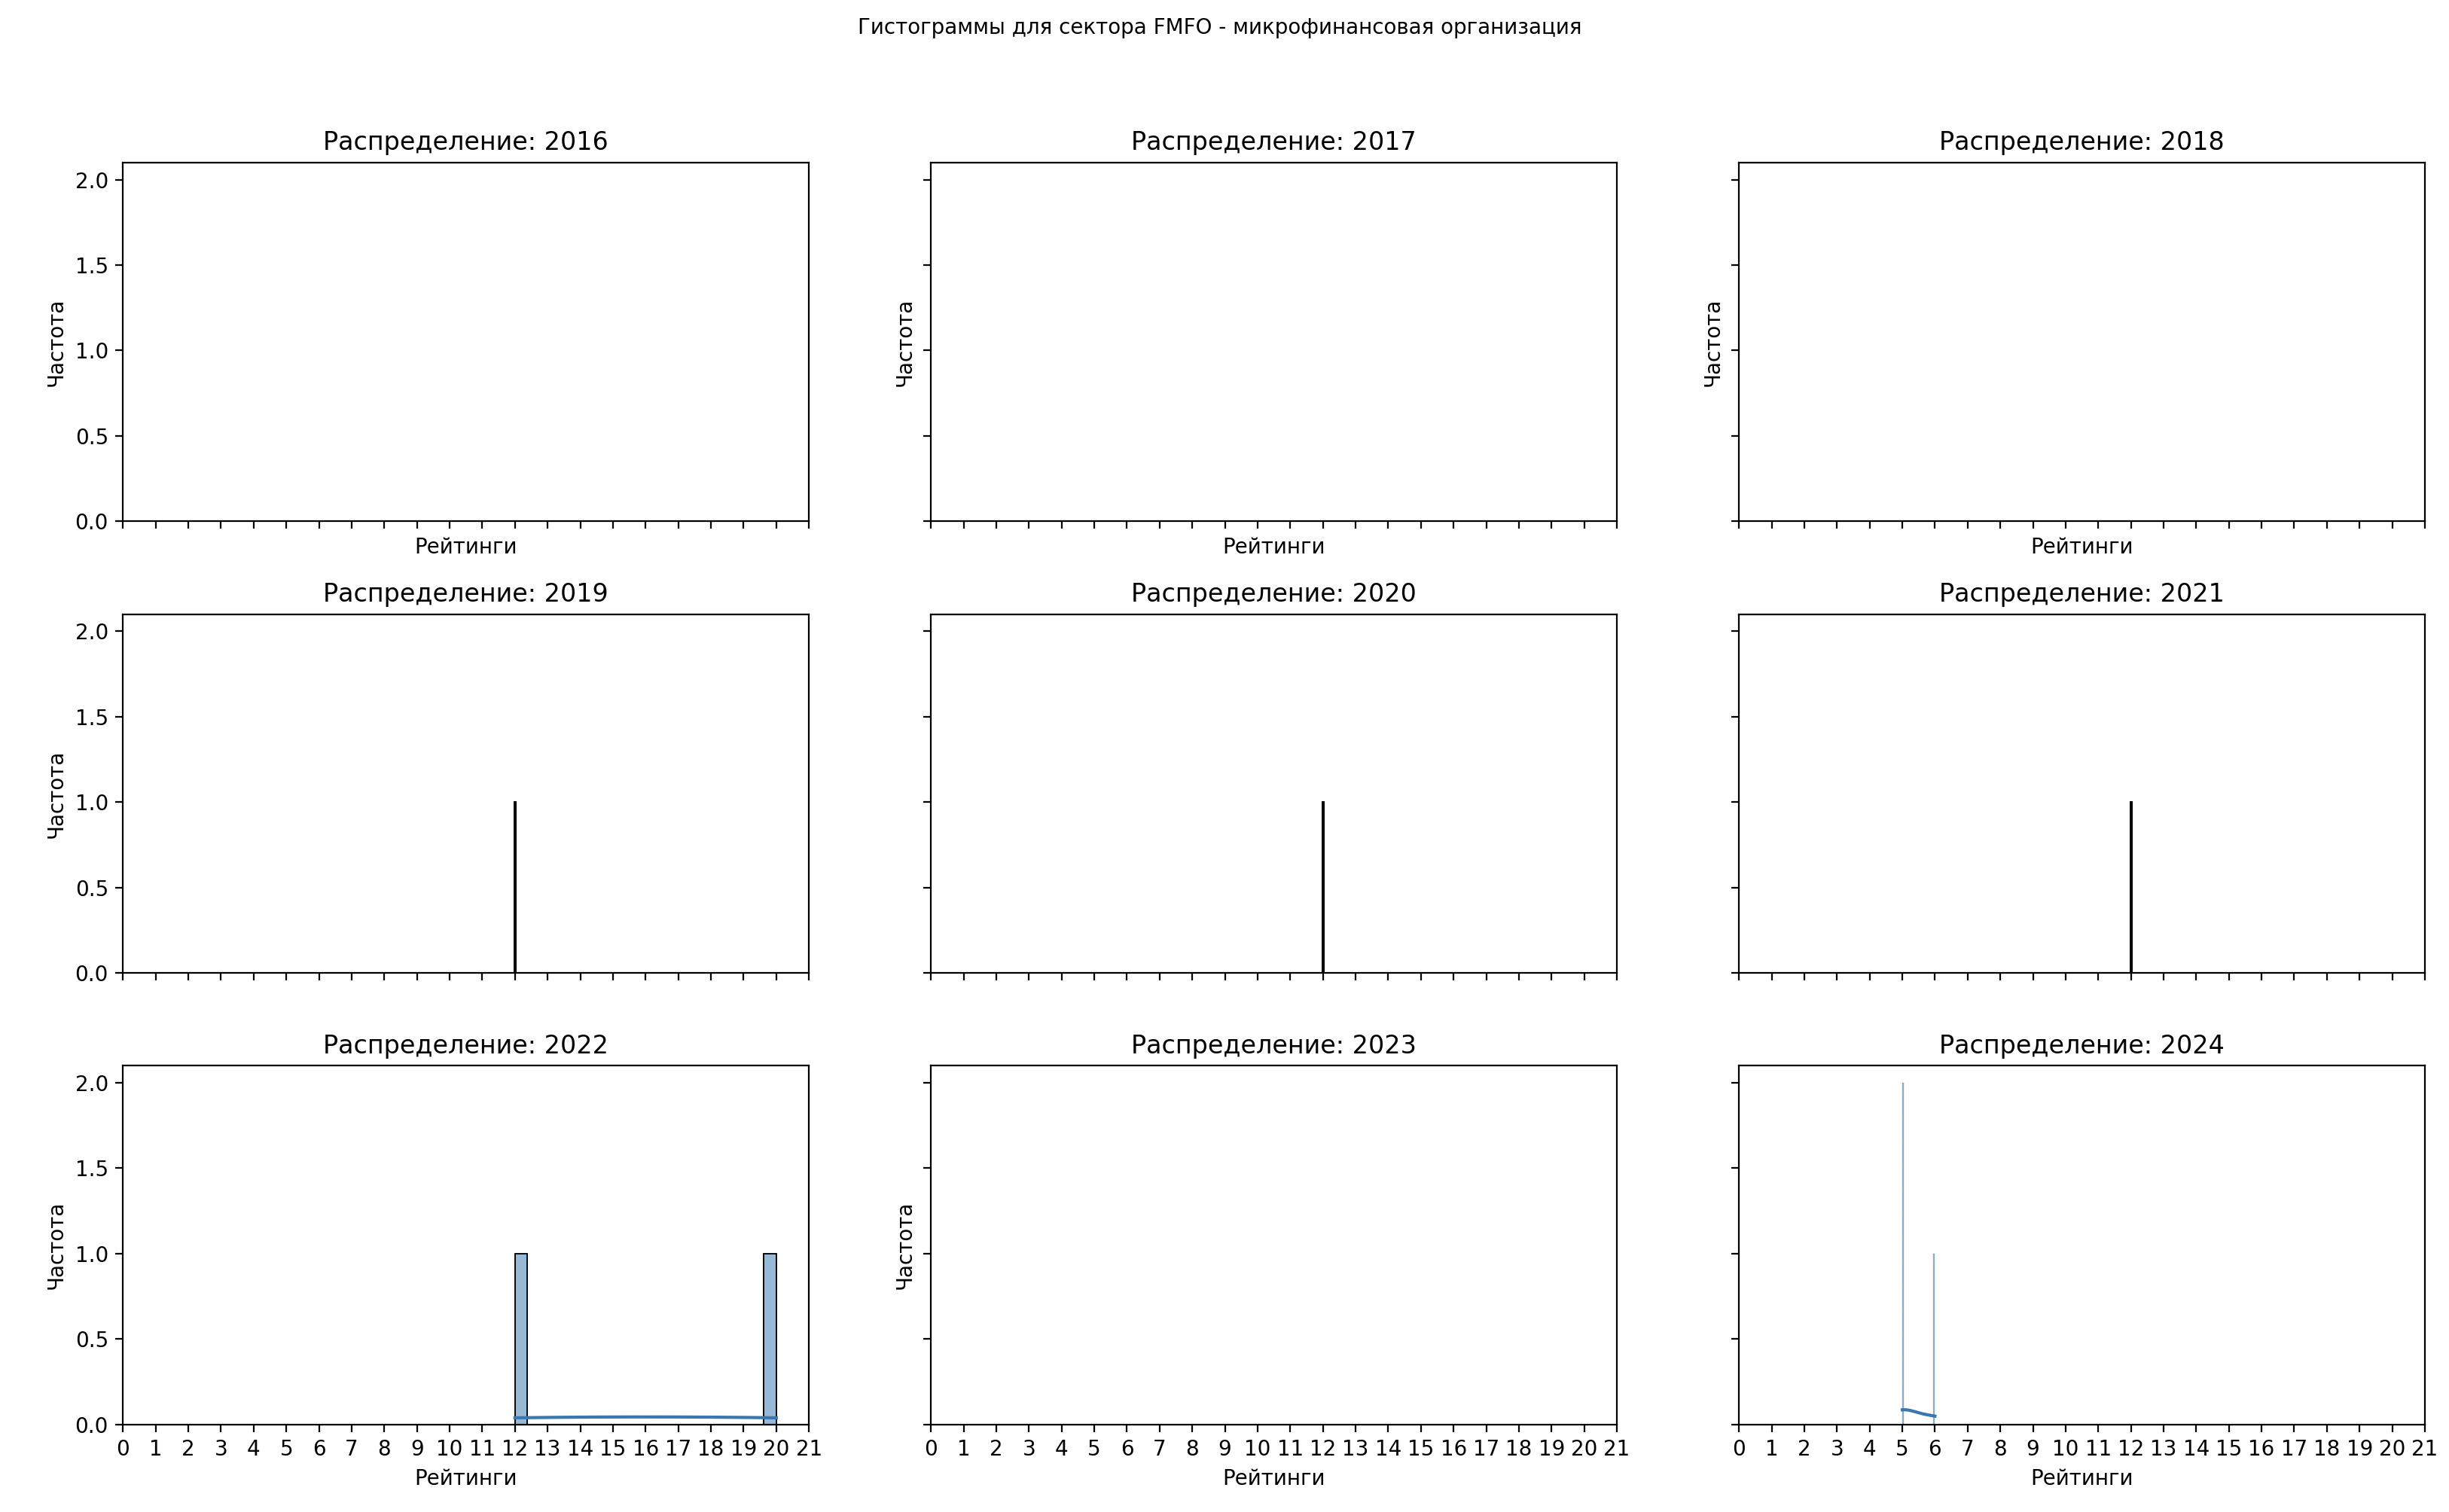 Гистограммы для сектора FMFO - микрофинансовая организация
Распределение: 2016
Распределение: 2017
Распределение: 2018
2.0
1.5
1.0
0.5
0.0
Частота
Частота
Частота
Рейтинги
Рейтинги
Рейтинги
Распределение: 2019
Распределение: 2020
Распределение: 2021
2.0
1.5
1.0
0.5
0.0
Частота
Распределение: 2022
Распределение: 2023
Распределение: 2024
2.0
1.5
1.0
0.5
0.0
Частота
Частота
0 1 2 3 4 5 6 7 8 9 10 11 12 13 14 15 16 17 18 19 20 21
0 1 2 3 4 5 6 7 8 9 10 11 12 13 14 15 16 17 18 19 20 21
0 1 2 3 4 5 6 7 8 9 10 11 12 13 14 15 16 17 18 19 20 21
Рейтинги
Рейтинги
Рейтинги